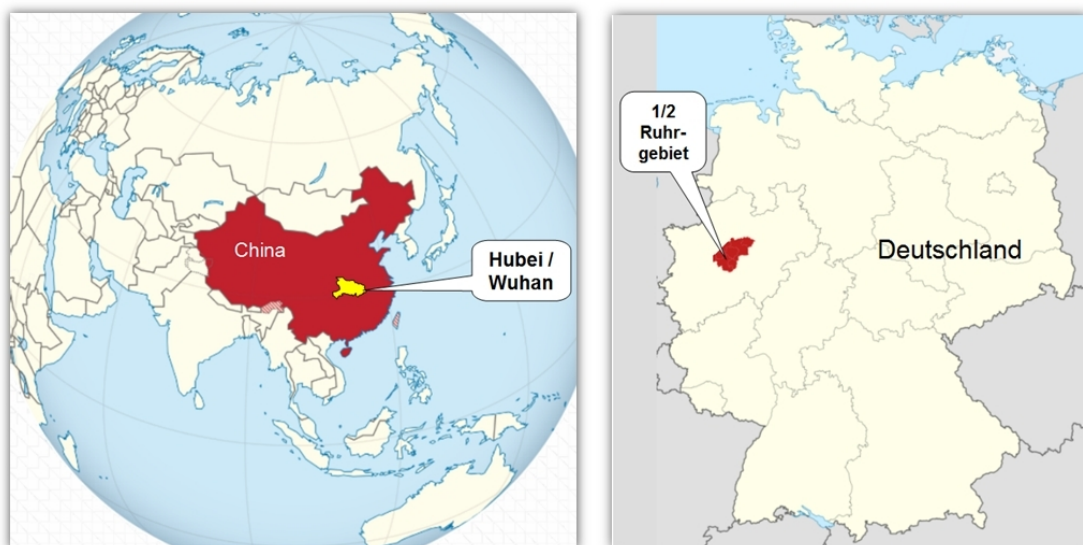 China
Hubei /
Wuhan
1/2
Ruhr-
gebiet
Deutschland